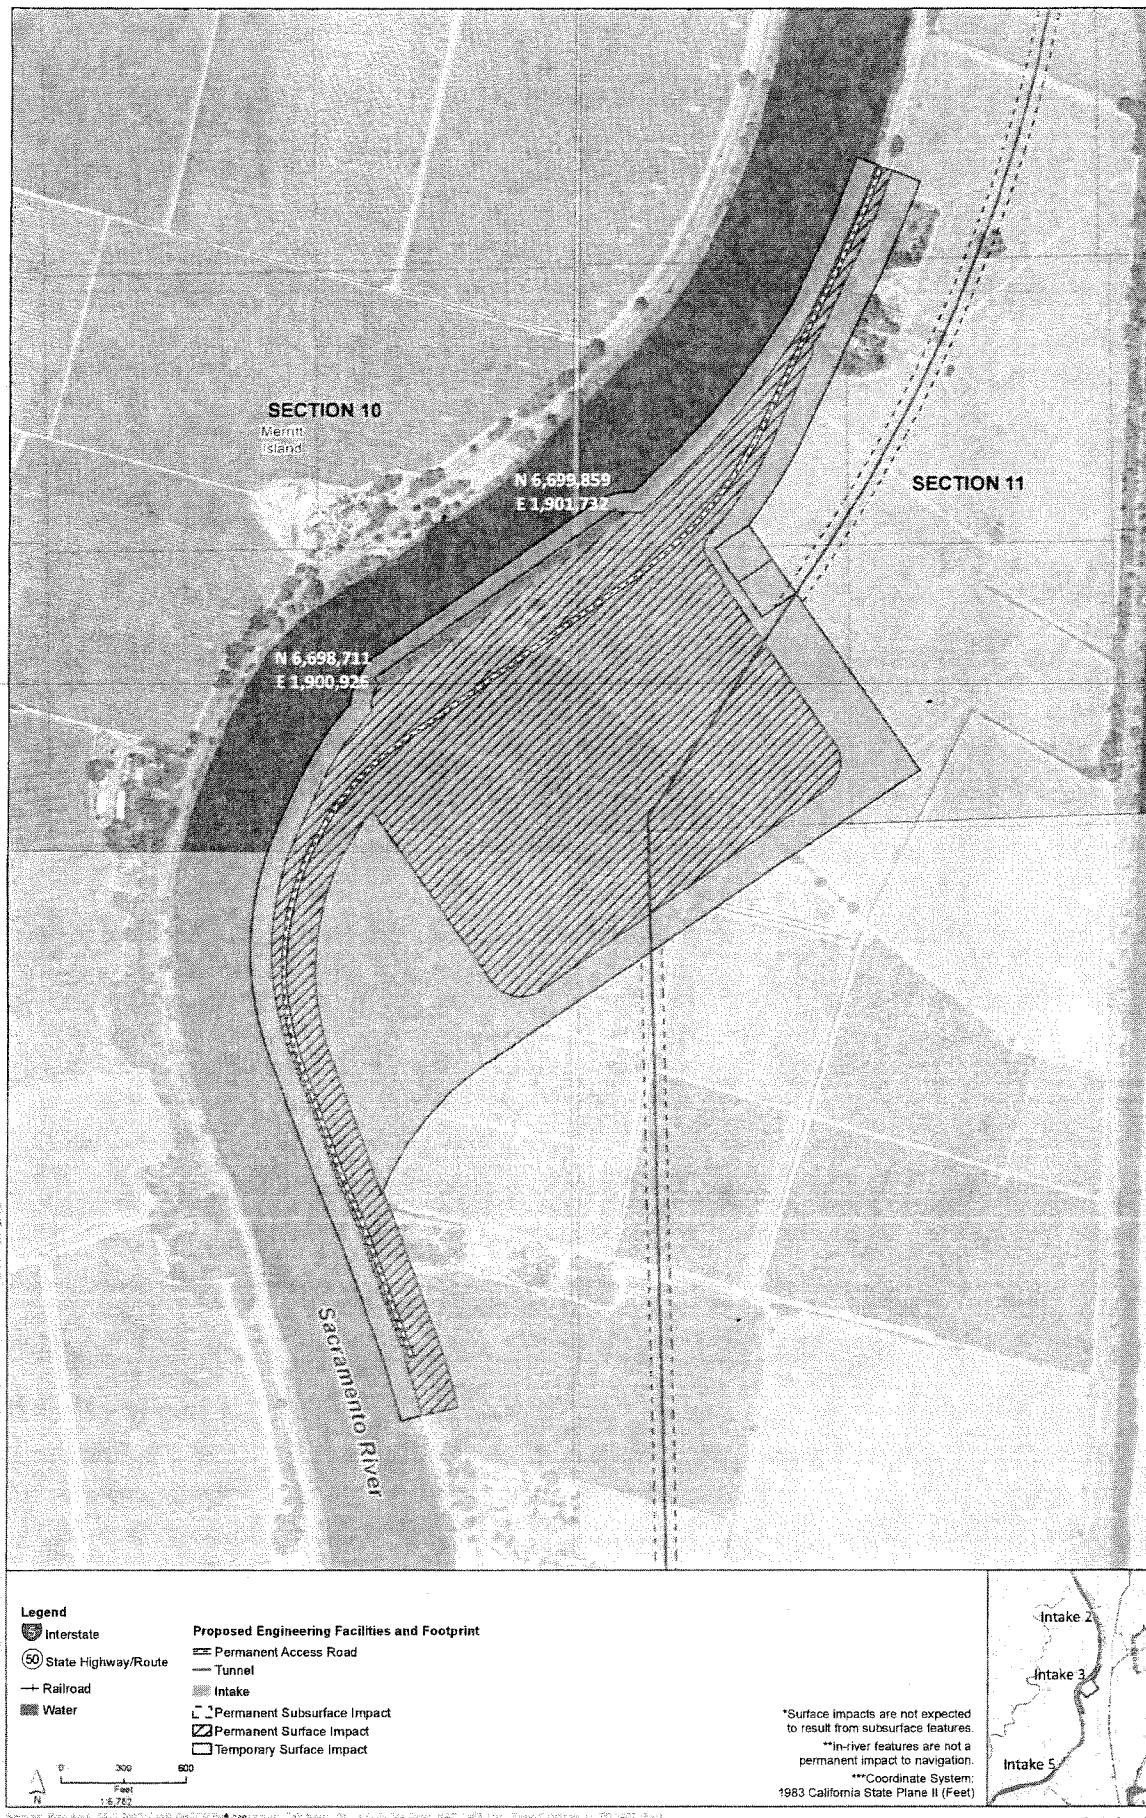 SECTION 10
Merritt
Island
N 6,699,859
E 1,901,732
SECTION 11
N 6,698,711
E 1,900,926
Sacramento River
Legend
Interstate
50 State Highway/Route
Railroad
Water
Proposed Engineering Facilities and Footprint
Permanent Access Road
Tunnel
Intake
Permanent Subsurface Impact
Permanent Surface Impact
Temporary Surface Impact
*Surface impacts are not expected
to result from subsurface features.
**In-river features are not a
permanent impact to navigation.
***Coordinate System:
1983 California State Plane II (Feet)
Intake 2
Intake 3
Intake 5
N
0 300 600
Feet
1:6,782